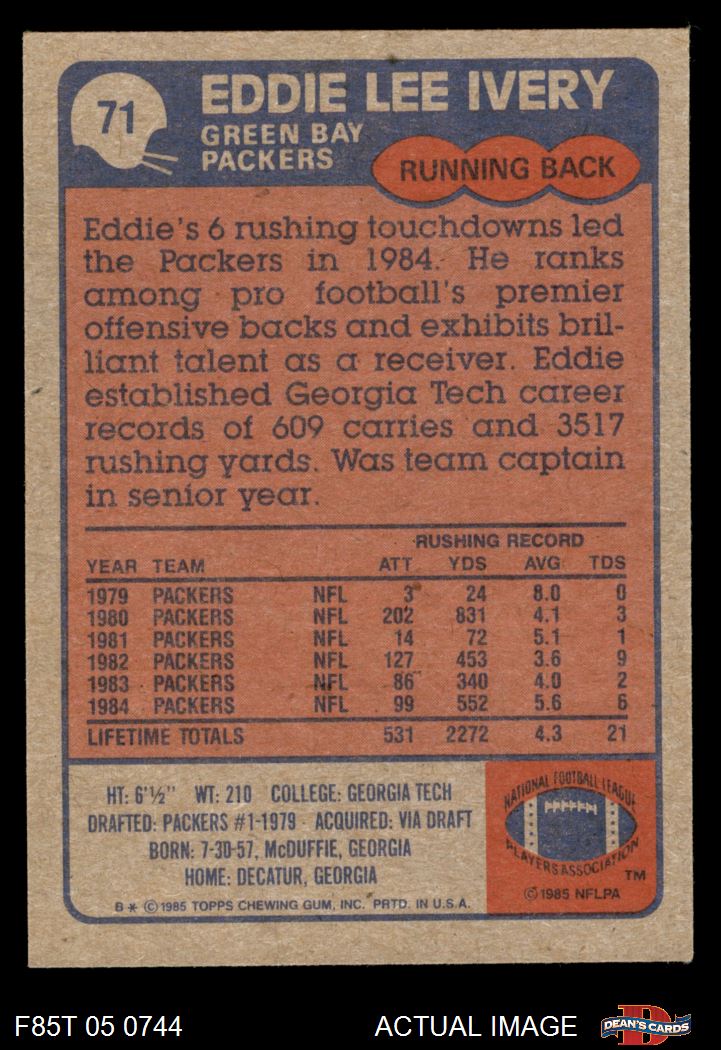 71
EDDIE LEE IVERY
GREEN BAY
PACKERS
RUNNING BACK
Eddie's 6 rushing touchdowns led
the Packers in 1984. He ranks
among pro football's premier
offensive backs and exhibits bril-
liant talent as a receiver. Eddie
established Georgia Tech career
records of 609 carries and 3517
rushing yards. Was team captain
in senior year.
RUSHING RECORD
YEAR TEAM ATT YDS AVG TDS
1979 PACKERS NFL 3 24 8.0 0
1980 PACKERS NFL 202 831 4.1 3
1981 PACKERS NFL 14 72 5.1 1
1982 PACKERS NFL 127 453 3.6 9
1983 PACKERS NFL 86 340 4.0 2
1984 PACKERS NFL 99 552 5.6 6
LIFETIME TOTALS 531 2272 4.3 21
HT: 6'½" WT: 210 COLLEGE: GEORGIA TECH
DRAFTED: PACKERS #1-1979 - ACQUIRED: VIA DRAFT
BORN: 7-30-57, McDUFFIE, GEORGIA
HOME: DECATUR, GEORGIA
B * © 1985 TOPPS CHEWING GUM, INC. PRTD. IN U.S.A.
NATIONAL FOOTBALL LEAGUE
PLAYERS ASSOCIATION
TM
© 1985 NFLPA
F85T 05 0744 ACTUAL IMAGE
D
DEAN'S CARDS